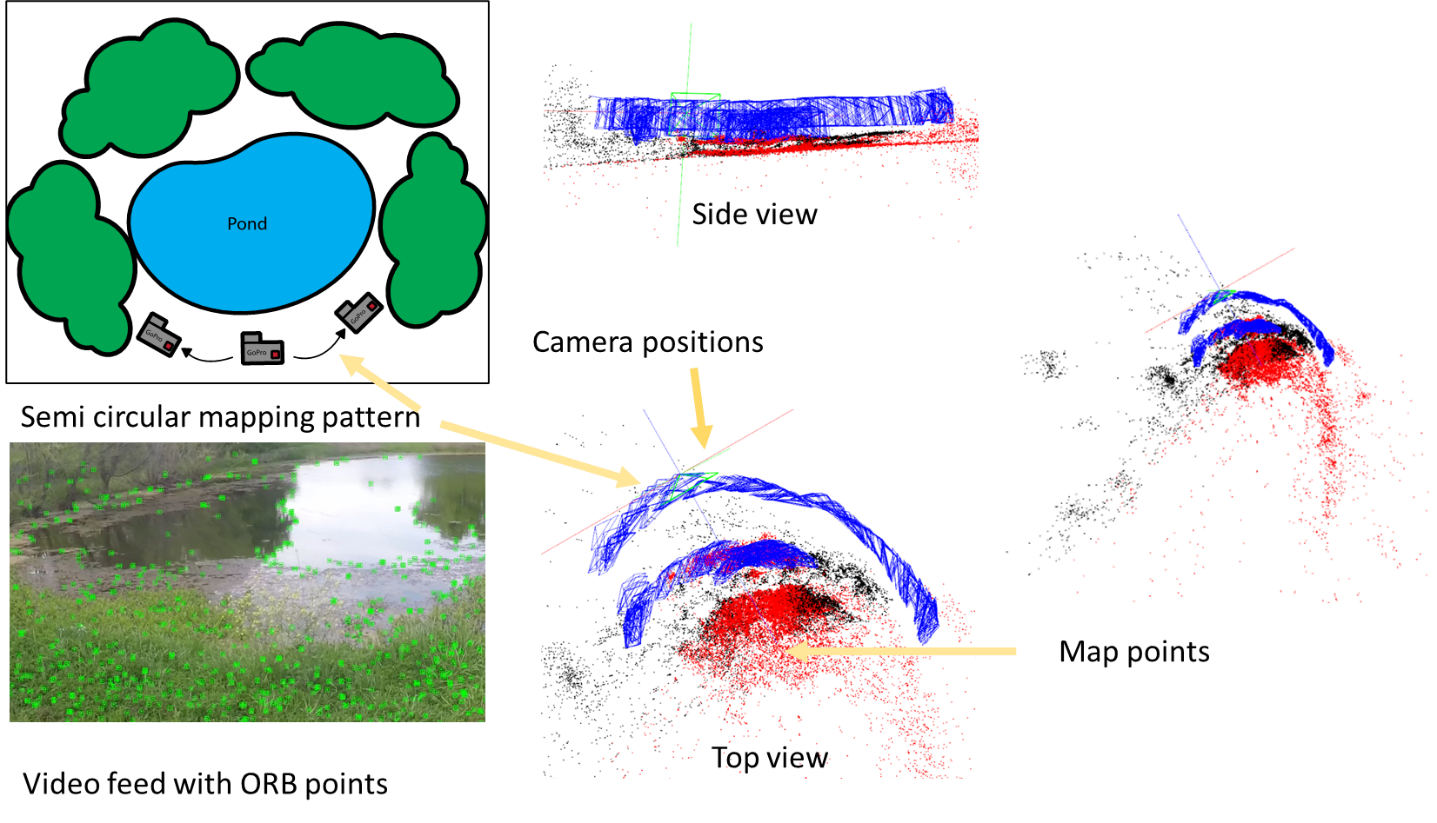 Pond
GoPro
GoPro
GoPro
Semi circular mapping pattern
Video feed with ORB points
Side view
Camera positions
Map points
Top view